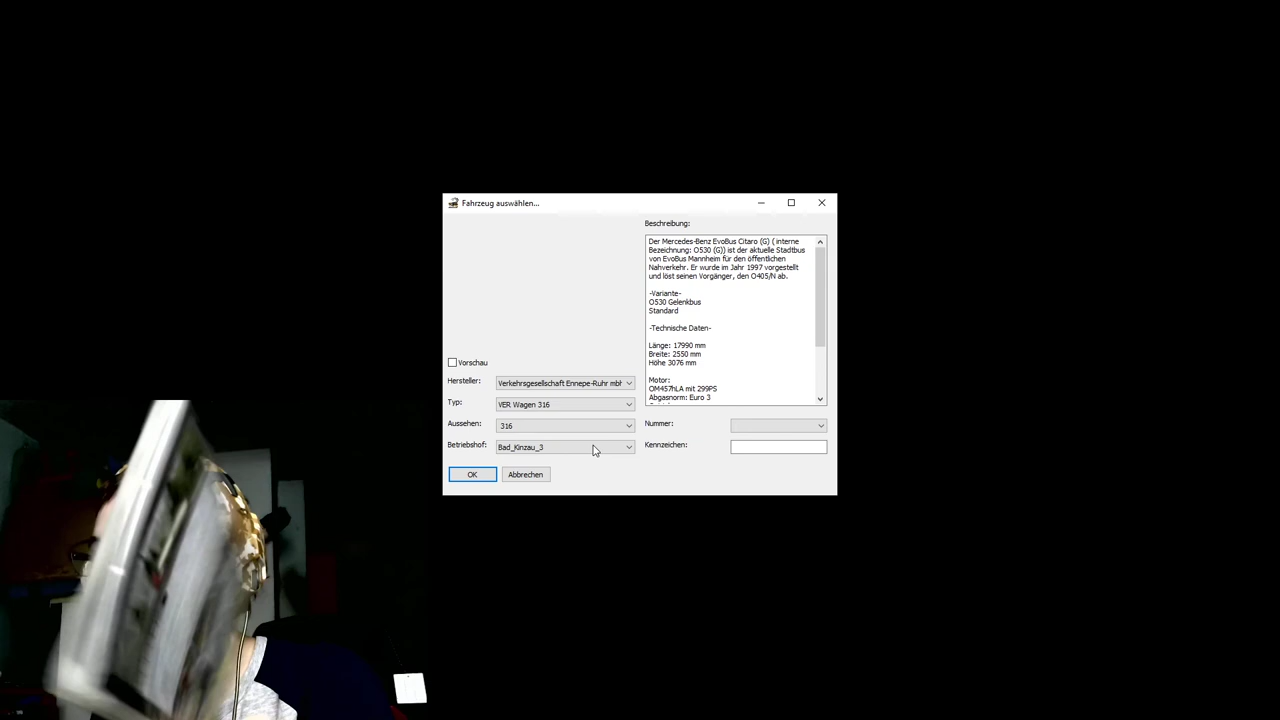 Fahrzeug auswählen...
Beschreibung:
Der Mercedes-Benz EvoBus Citaro (G) ( interne
Bezeichnung: O530 (G)) ist der aktuelle Stadtbus
von EvoBus Mannheim für den öffentlichen
Nahverkehr. Er wurde im Jahr 1997 vorgestellt
und löst seinen Vorgänger, den O405/N ab.
-Variante-
O530 Gelenkbus
Standard
-Technische Daten-
Länge: 17990 mm
Breite: 2550 mm
Höhe 3076 mm
Motor:
OM457hLA mit 299PS
Abgasnorm: Euro 3
Vorschau
Hersteller: Verkehrsgesellschaft Ennepe-Ruhr
Typ: VER Wagen 316
Aussehen: 316
Nummer:
Betriebshof: Bad_Kinzau_3
Kennzeichen:
OK Abbrechen